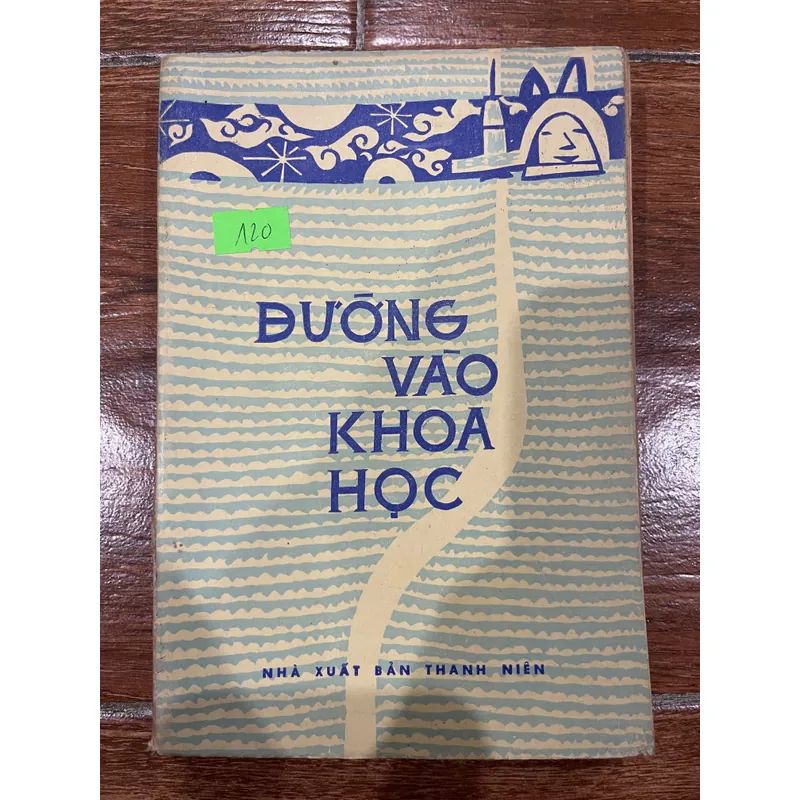 120
ĐƯỜNG
VÀO
KHOA
HỌC
NHÀ XUẤT BẢN THANH NIÊN